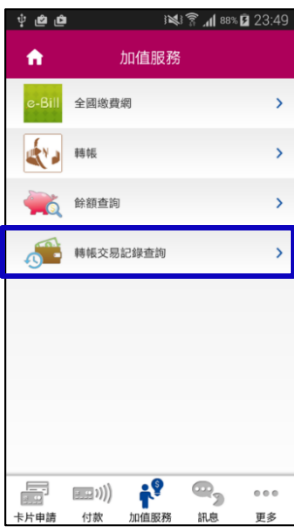 88% 23:49
加值服務
e-Bill 全國繳費網
轉帳
餘額查詢
轉帳交易記錄查詢
卡片申請 付款 加值服務 訊息 更多